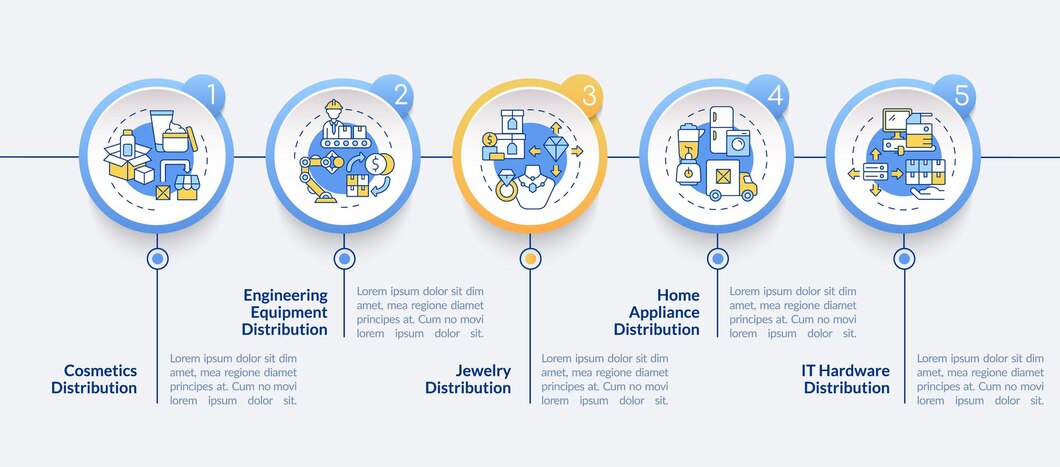 1
2
3
4
5
Cosmetics
Distribution
Lorem ipsum dolor sit dim
amet, mea regione diamet
principes at. Cum no movi
lorem ipsum dolor sit.
Engineering
Equipment
Distribution
Lorem ipsum dolor sit dim
amet, mea regione diamet
principes at. Cum no movi
lorem ipsum dolor sit.
Jewelry
Distribution
Lorem ipsum dolor sit dim
amet, mea regione diamet
principes at. Cum no movi
lorem ipsum dolor sit.
Home
Appliance
Distribution
Lorem ipsum dolor sit dim
amet, mea regione diamet
principes at. Cum no movi
lorem ipsum dolor sit.
IT Hardware
Distribution
Lorem ipsum dolor sit dim
amet, mea regione diamet
principes at. Cum no movi
lorem ipsum dolor sit.